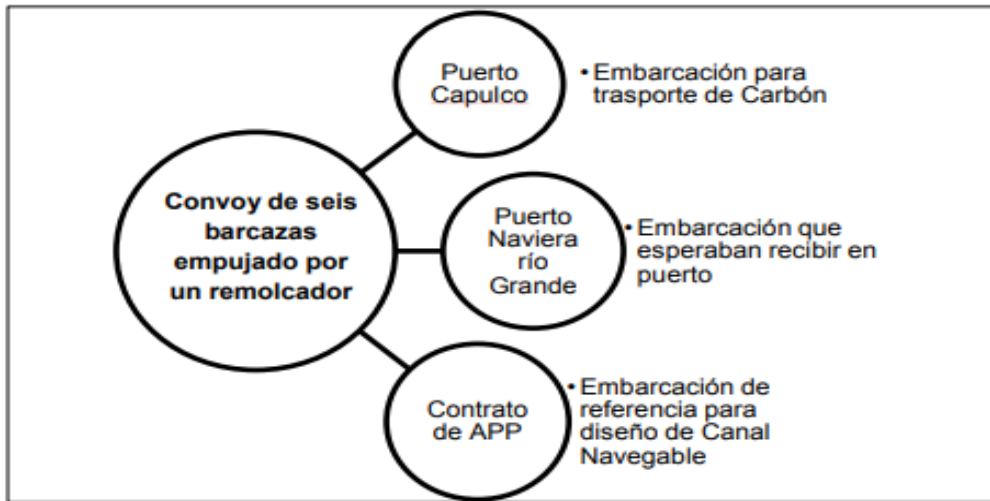 Convoy de seis
barcazas
empujado por
un remolcador
Puerto
Capulco
• Embarcación para
trasporte de Carbón
Puerto
Naviera
río
Grande
• Embarcación que
esperaban recibir en
puerto
Contrato
de APP
• Embarcación de
referencia para
diseño de Canal
Navegable